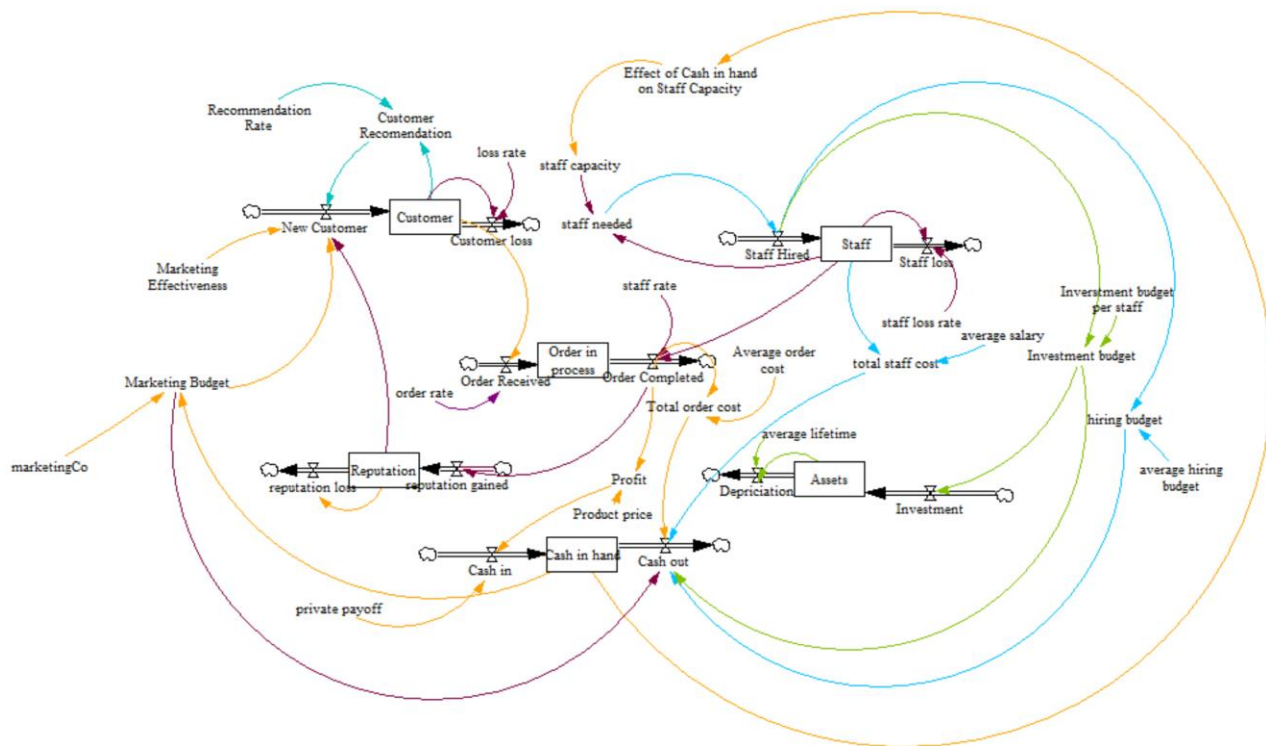 Effect of Cash in hand
on Staff Capacity
Recommendation
Rate
Customer
Recomendation
loss rate
staff capacity
Customer
New Customer
Customer loss
staff needed
Staff
Staff Hired
Staff loss
Marketing
Effectiveness
staff rate
staff loss rate
Inverstment budget
per staff
average salary
Order in
process
Average order
cost
total staff cost
Investment budget
Marketing Budget
Order Received
Order Completed
order rate
Total order cost
hiring budget
average lifetime
marketingCo
Reputation
reputation loss
reputation gained
Profit
Assets
Depriciation
Investment
average hiring
budget
Product price
Cash in hand
Cash in
Cash out
private payoff